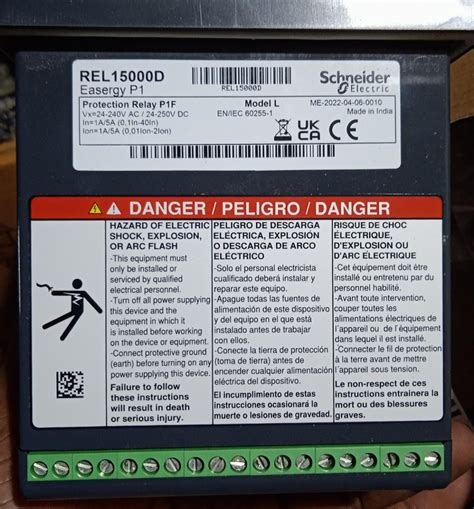 REL15000D
Easergy P1
REL15000D
Schneider
Electric
Protection Relay P1F
Model L
ME-2022-04-06-0010
Vx=24-240V AC / 24-250V DC
EN/IEC 60255-1
Made in India
In=1A/5A (0,1In-40In)
Ion=1A/5A (0,01Ion-2Ion)
UK
CA
CE
DANGER / PELIGRO / DANGER
HAZARD OF ELECTRIC
SHOCK, EXPLOSION,
OR ARC FLASH
-This equipment must
only be installed or
serviced by qualified
electrical personnel.
-Turn off all power supplying
this device and the
equipment in which it
is installed before working
on the device or equipment.
-Connect protective ground
(earth) before turning on any
power supplying this device.
Failure to follow
these instructions
will result in death
or serious injury.
PELIGRO DE DESCARGA
ELÉCTRICA, EXPLOSIÓN
O DESCARGA DE ARCO
ELÉCTRICO
-Solo el personal electricista
cualificado deberá instalar y
reparar este equipo.
-Apague todas las fuentes de
alimentación de este dispositivo
y del equipo en el que está
instalado antes de trabajar
con ellos.
-Conecte la tierra de protección
(toma de tierra) antes de
encender cualquier alimentación
eléctrica del dispositivo.
El incumplimiento de estas
instrucciones ocasionará la
muerte o lesiones de gravedad.
RISQUE DE CHOC
ÉLECTRIQUE,
D'EXPLOSION OU
D'ARC ÉLECTRIQUE
-Cet équipement doit être
installé ou entretenu par du
personnel habilité.
-Avant toute intervention,
couper toutes les
alimentations électriques de
l'appareil ou de l'équipement
dans lequel il est installé.
-Connecter le fil de protection
à la terre avant de mettre
l'appareil sous tension.
Le non-respect de ces
instructions entrainera la
mort ou des blessures
graves.